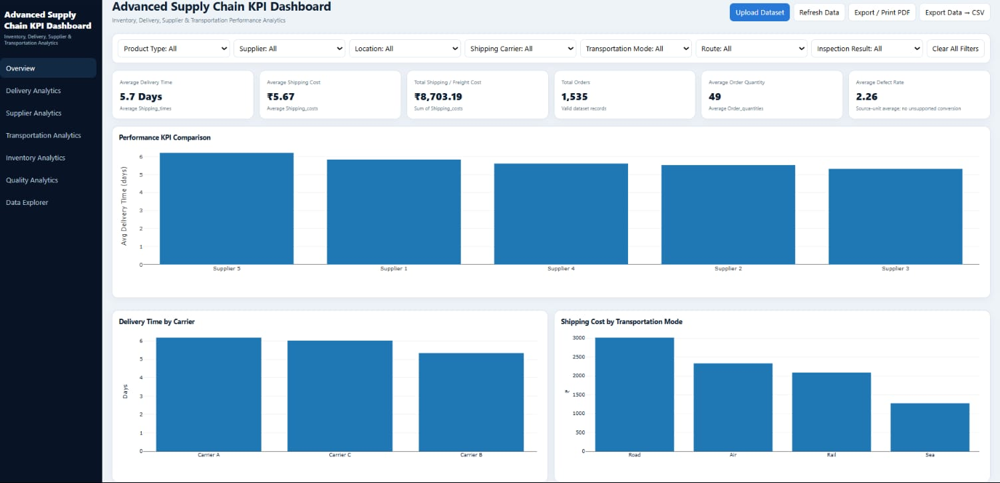 Advanced Supply
Chain KPI Dashboard
Inventory, Delivery, Supplier &
Transportation Analytics
Overview
Delivery Analytics
Supplier Analytics
Transportation Analytics
Inventory Analytics
Quality Analytics
Data Explorer
Advanced Supply Chain KPI Dashboard
Inventory, Delivery, Supplier & Transportation Performance Analytics
Upload Dataset
Refresh Data
Export / Print PDF
Export Data → CSV
Product Type: All
Supplier: All
Location: All
Shipping Carrier: All
Transportation Mode: All
Route: All
Inspection Result: All
Clear All Filters
Average Delivery Time
5.7 Days
Average Shipping_times
Average Shipping Cost
₹5.67
Average Shipping_costs
Total Shipping / Freight Cost
₹8,703.19
Sum of Shipping_costs
Total Orders
1,535
Valid dataset records
Average Order Quantity
49
Average Order_quantities
Average Defect Rate
2.26
Source-unit average; no unsupported conversion
Performance KPI Comparison
Avg Delivery Time (days)
6
5
4
3
2
1
0
Supplier 5
Supplier 1
Supplier 4
Supplier 2
Supplier 3
Delivery Time by Carrier
Days
6
5
4
3
2
1
0
Carrier A
Carrier C
Carrier B
Shipping Cost by Transportation Mode
₹
3000
2500
2000
1500
1000
500
0
Road
Air
Rail
Sea